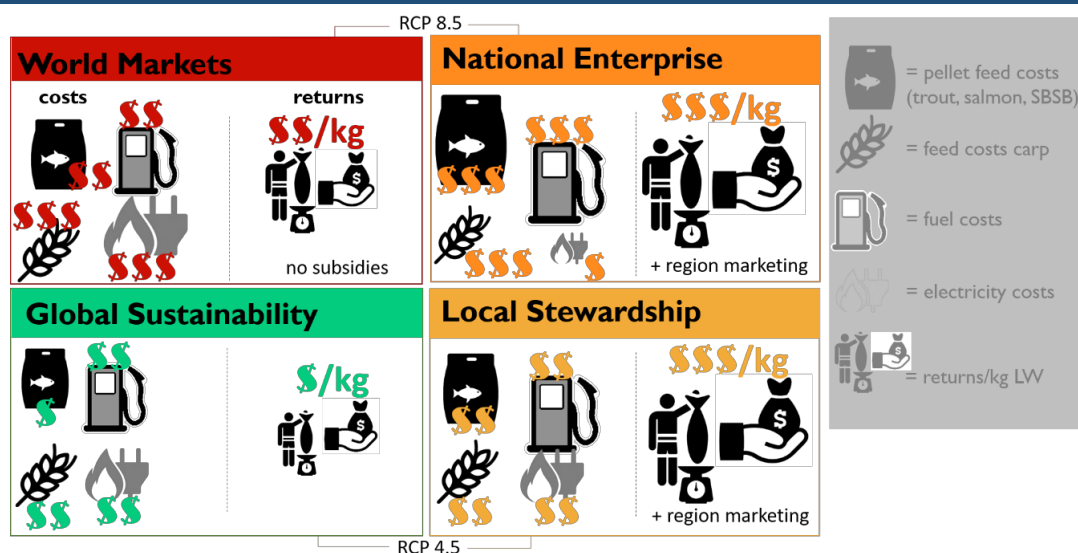 RCP 8.5
World Markets
costs
returns
$$
$$/kg
$$
$$$
$$$
$
no subsidies
National Enterprise
$$$
$$$/kg
$$$
$
$$$
$
+ region marketing
Global Sustainability
$$
$/kg
$
$$
$$
Local Stewardship
$$
$$$/kg
$$
$
$$
$$
+ region marketing
RCP 4.5
= pellet feed costs
(trout, salmon, SBSB)
= feed costs carp
= fuel costs
= electricity costs
= returns/kg LW